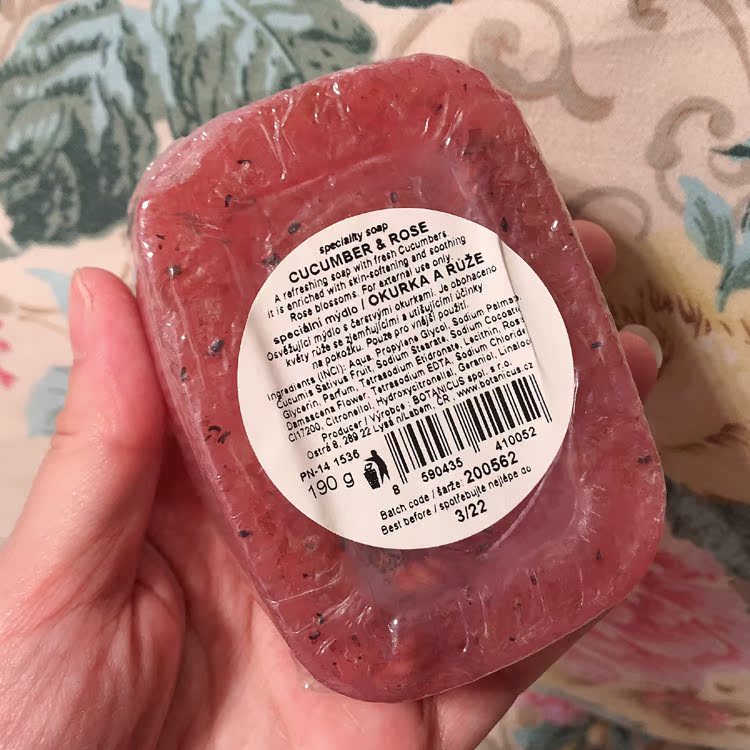 speciality soap
CUCUMBER & ROSE
A refreshing soap with fresh Cucumbers
it is enriched with skin-softening and soothing
Rose blossoms. For external use only.
speciální mýdlo | OKURKA A RŮŽE
Osvěžující mýdlo s čerstvými okurkami. Je obohaceno
květy růže se zjemňujícími a utišujícími účinky
na pokožku. Pouze pro vnější použití.
Ingredients (INCI): Aqua, Propylene Glycol, Sodium Palmate,
Cucumis Sativus Fruit, Sodium Stearate, Sodium Cocoate,
Glycerin, Parfum, Tetrasodium Etidronate, Lecithin, Rosa
Damascena Flower, Tetrasodium EDTA, Sodium Chloride,
CI17200, Citronellol, Hydroxycitronellal, Geraniol, Linalool
Producer / Výrobce : BOTANICUS spol. s r.o.
Ostrá 8, 289 22 Lysá n/Labem, ČR , www.botanicus.cz
PN-14 1536
190 g
8 590435 410052
Batch code / šarže: 200562
Best before / spotřebujte nejlépe do
3/22